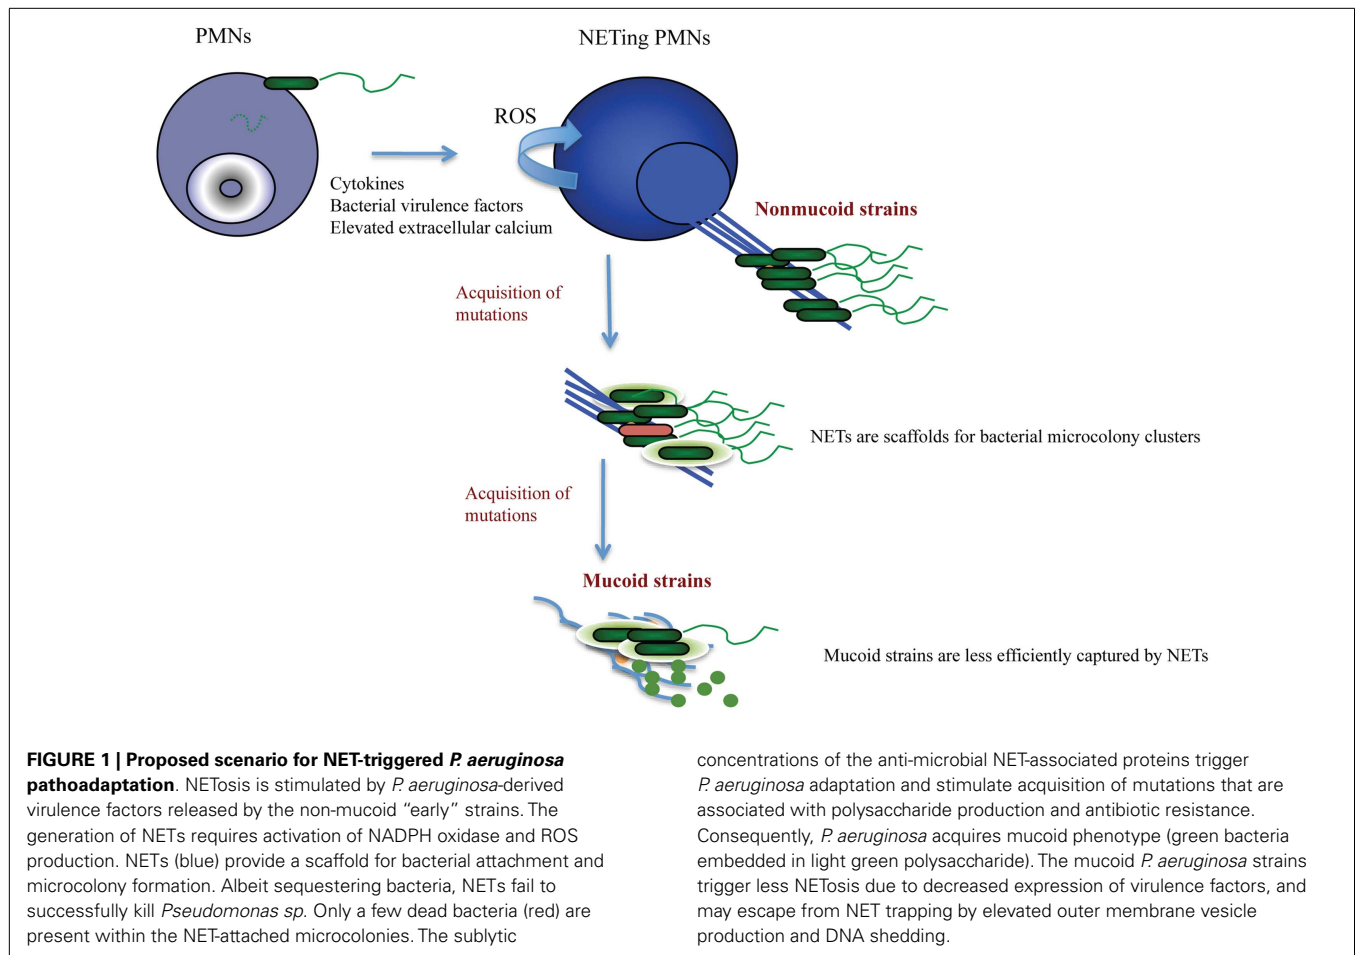 PMNs
NETing PMNs
ROS
Cytokines
Bacterial virulence factors
Elevated extracellular calcium
Nonmucoid strains
Acquisition of
mutations
NETs are scaffolds for bacterial microcolony clusters
Acquisition of
mutations
Mucoid strains
Mucoid strains are less efficiently captured by NETs
FIGURE 1 | Proposed scenario for NET-triggered P. aeruginosa
pathoadaptation. NETosis is stimulated by P. aeruginosa-derived
virulence factors released by the non-mucoid “early” strains. The
generation of NETs requires activation of NADPH oxidase and ROS
production. NETs (blue) provide a scaffold for bacterial attachment and
microcolony formation. Albeit sequestering bacteria, NETs fail to
successfully kill Pseudomonas sp. Only a few dead bacteria (red) are
present within the NET-attached microcolonies. The sublytic
concentrations of the anti-microbial NET-associated proteins trigger
P. aeruginosa adaptation and stimulate acquisition of mutations that are
associated with polysaccharide production and antibiotic resistance.
Consequently, P. aeruginosa acquires mucoid phenotype (green bacteria
embedded in light green polysaccharide). The mucoid P. aeruginosa strains
trigger less NETosis due to decreased expression of virulence factors, and
may escape from NET trapping by elevated outer membrane vesicle
production and DNA shedding.